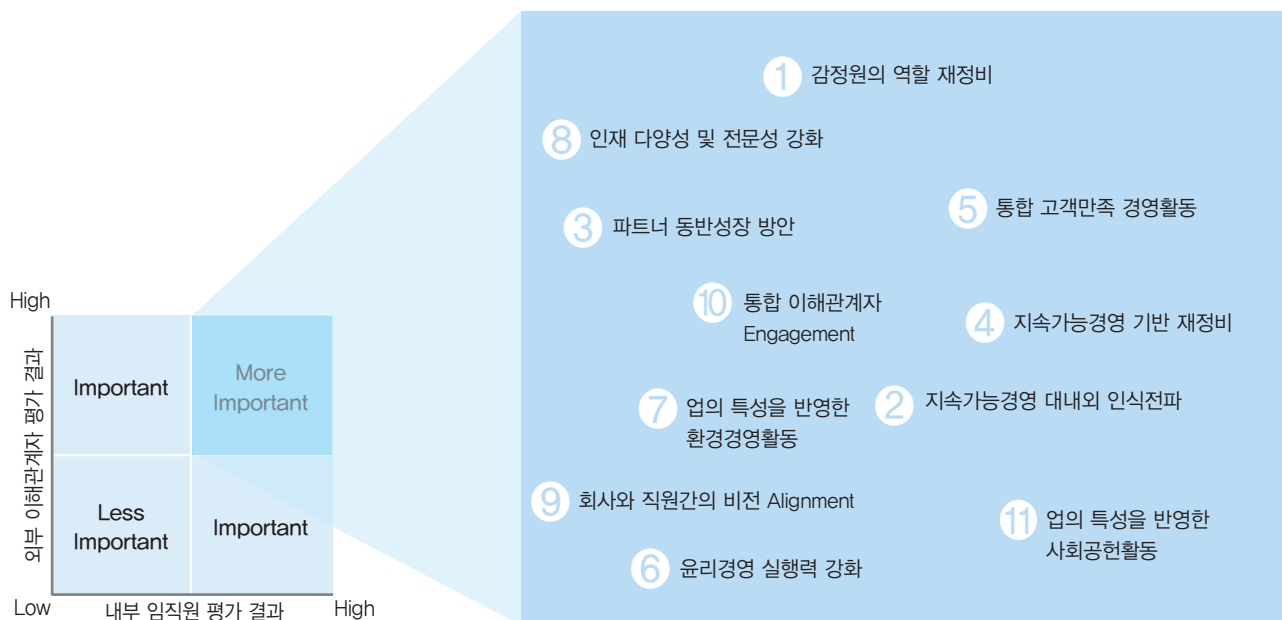 High
외부 이해관계자 평가 결과
Important
More
Important
Less
Important
Important
Low
내부 임직원 평가 결과
High
1 감정원의 역할 재정비
8 인재 다양성 및 전문성 강화
5 통합 고객만족 경영활동
3 파트너 동반성장 방안
10 통합 이해관계자
Engagement
4 지속가능경영 기반 재정비
7 업의 특성을 반영한
환경경영활동
2 지속가능경영 대내외 인식전파
9 회사와 직원간의 비전 Alignment
11 업의 특성을 반영한
사회공헌활동
6 윤리경영 실행력 강화